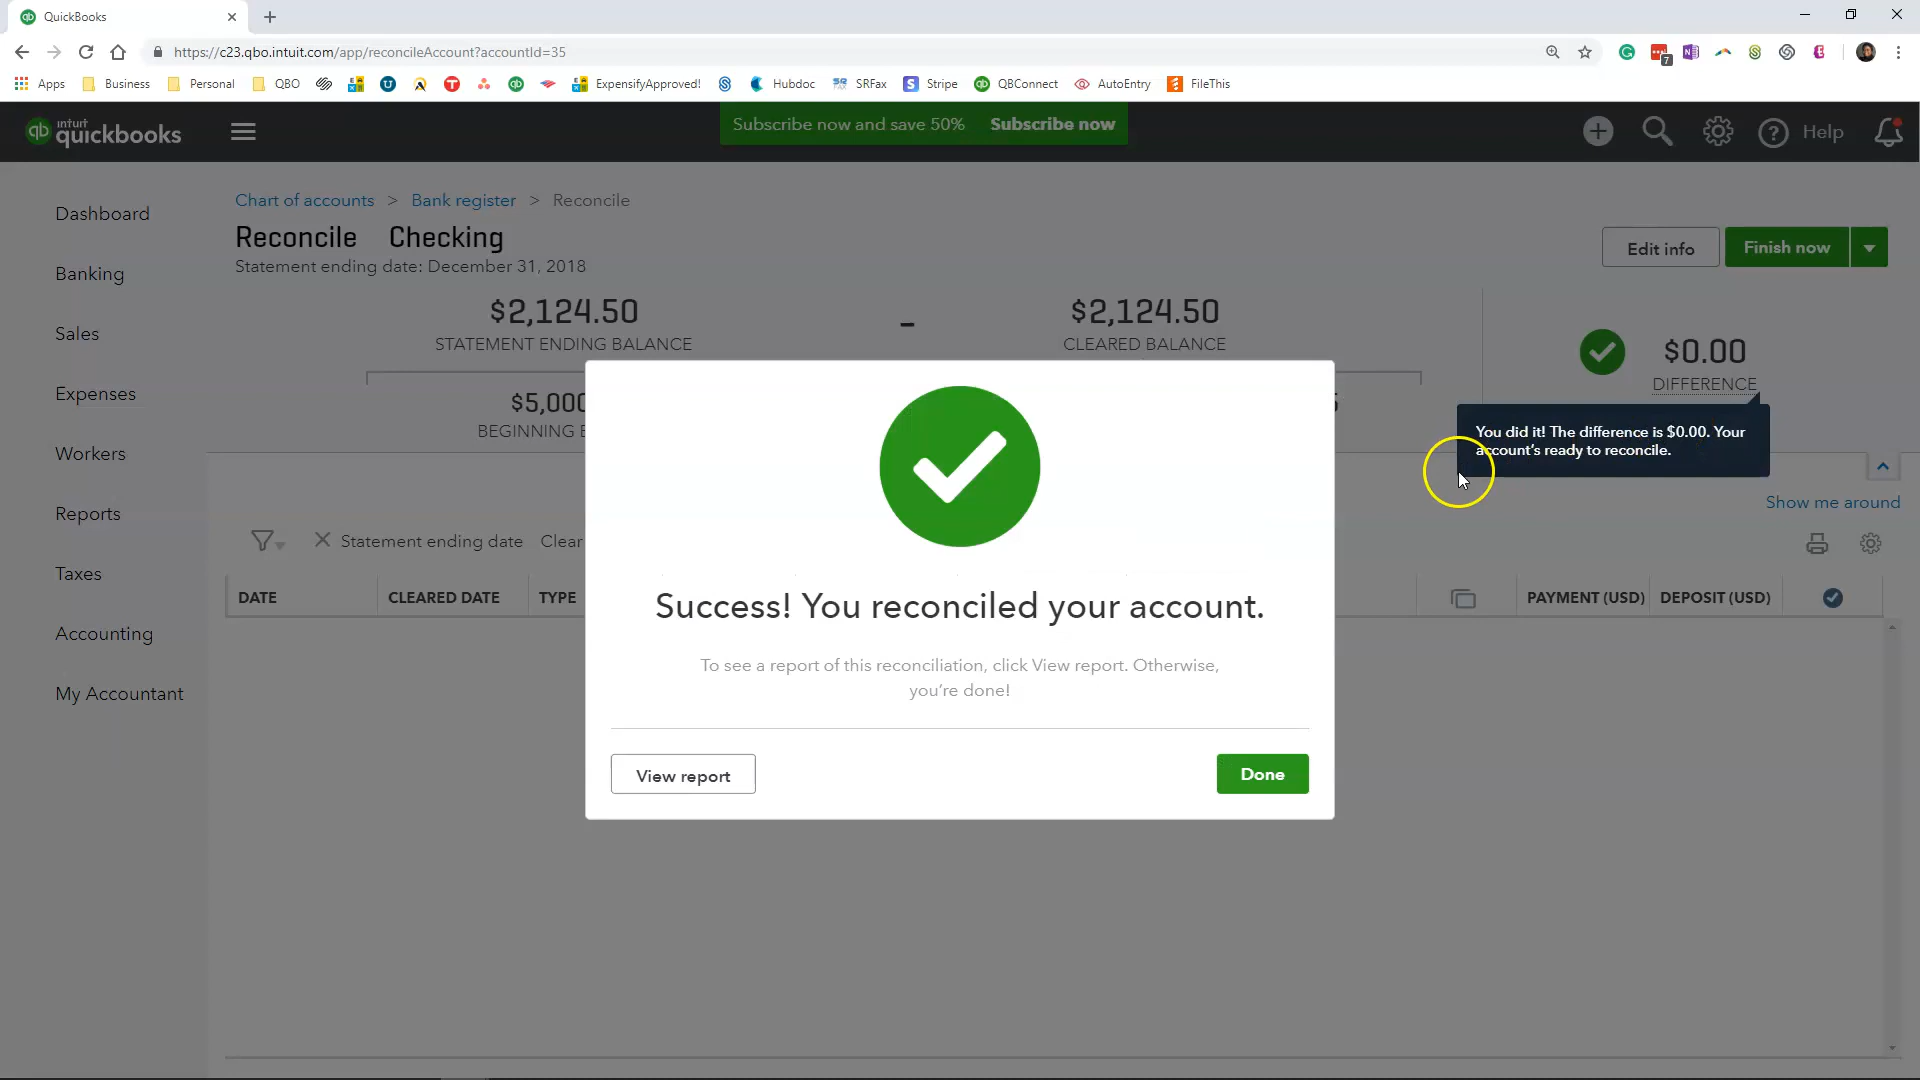 QuickBooks
https://c23.qbo.intuit.com/app/reconcileAccount?accountId=35
7
Apps Business Personal QBO ExpensifyApproved! Hubdoc SRFax Stripe QBConnect AutoEntry FileThis
intuit
quickbooks
Subscribe now and save 50% Subscribe now
Help
Dashboard
Banking
Sales
Expenses
Workers
Reports
Taxes
Accounting
My Accountant
Chart of accounts > Bank register > Reconcile
Reconcile Checking
Statement ending date: December 31, 2018
Edit info
Finish now
$2,124.50
STATEMENT ENDING BALANCE
-
$2,124.50
CLEARED BALANCE
$0.00
DIFFERENCE
$5,000
BEGINNING
You did it! The difference is $0.00. Your
account's ready to reconcile.
Show me around
Statement ending date Clear
DATE CLEARED DATE TYPE PAYMENT (USD) DEPOSIT (USD)
Success! You reconciled your account.
To see a report of this reconciliation, click View report. Otherwise,
you're done!
View report
Done